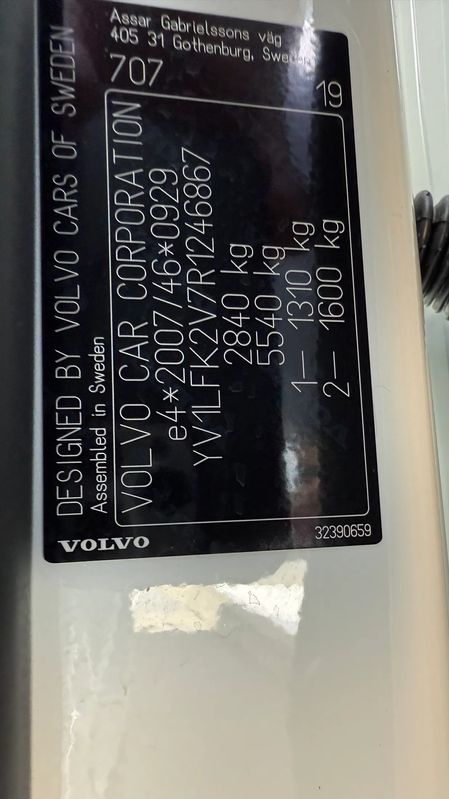 DESIGNED BY VOLVO CARS OF SWEDEN
Assembled in Sweden
Assar Gabrielssons väg
405 31 Gothenburg, Sweden
707
19
VOLVO CAR CORPORATION
e4*2007/46*0929
YV1LFK2V7R1246867
2840 kg
5540 kg
1— 1310 kg
2— 1600 kg
VOLVO
32390659